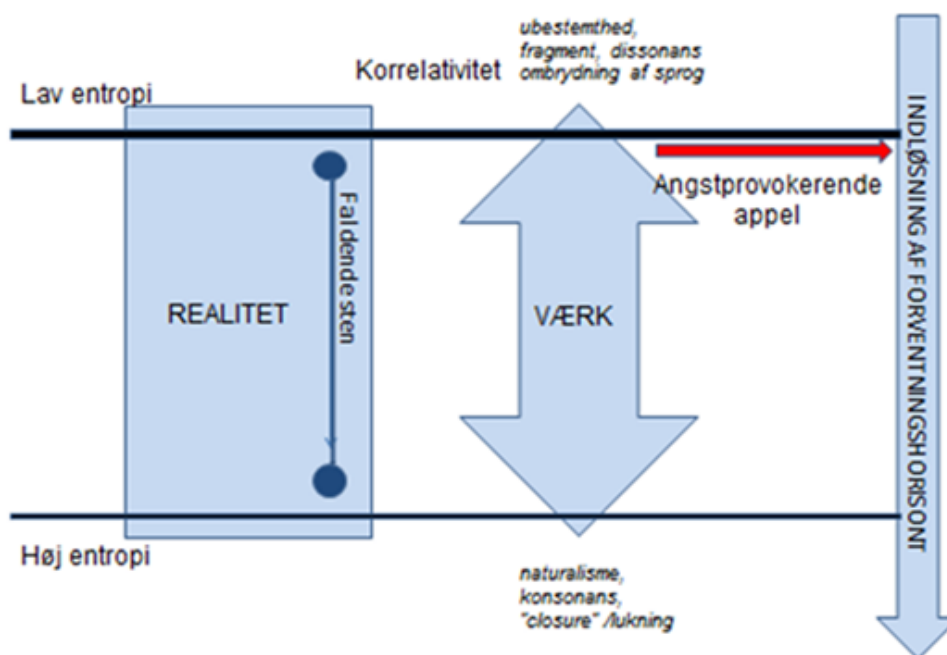 ubestemthed,
fragment, dissonans
ombrydning af sprog
Korrelativitet
Lav entropi
Angstprovokerende
appel
Faldende sten
REALITET
VÆRK
INDLØSNING AF FORVENTNINGSHORISONT
Høj entropi
naturalisme,
konsonans,
"closure" /lukning